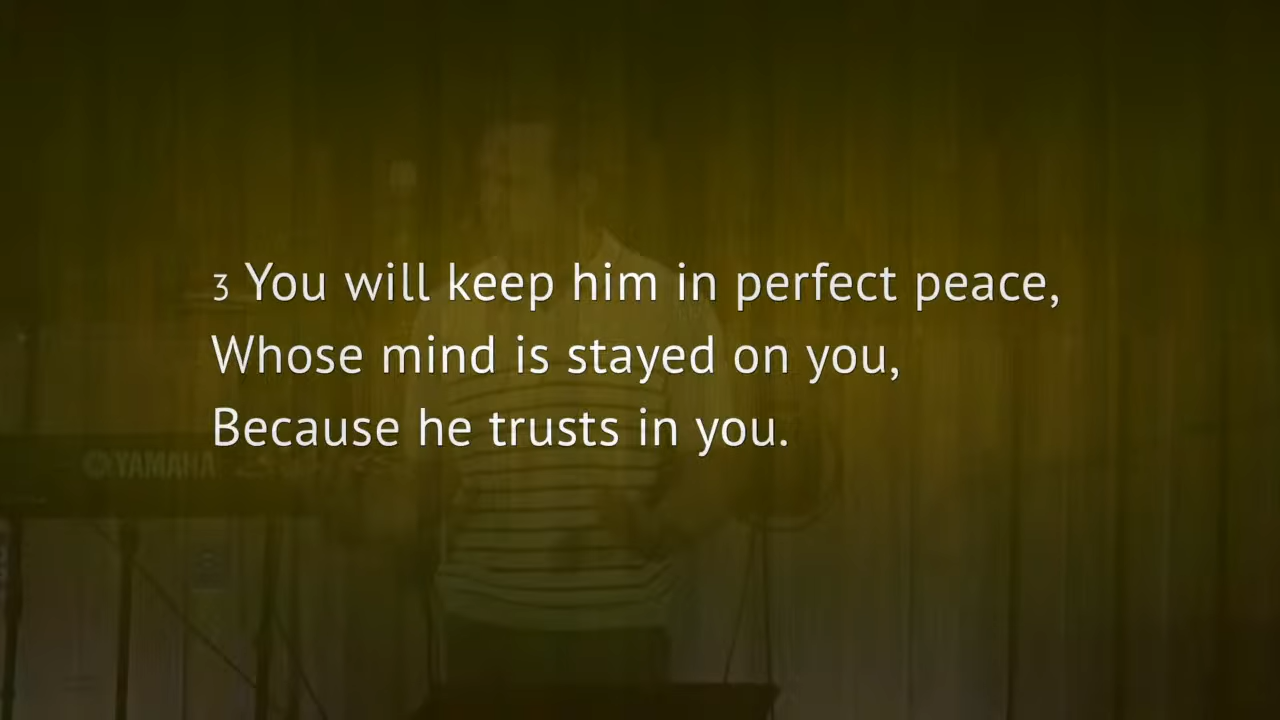 3 You will keep him in perfect peace,
Whose mind is stayed on you,
Because he trusts in you.
YAMAHA